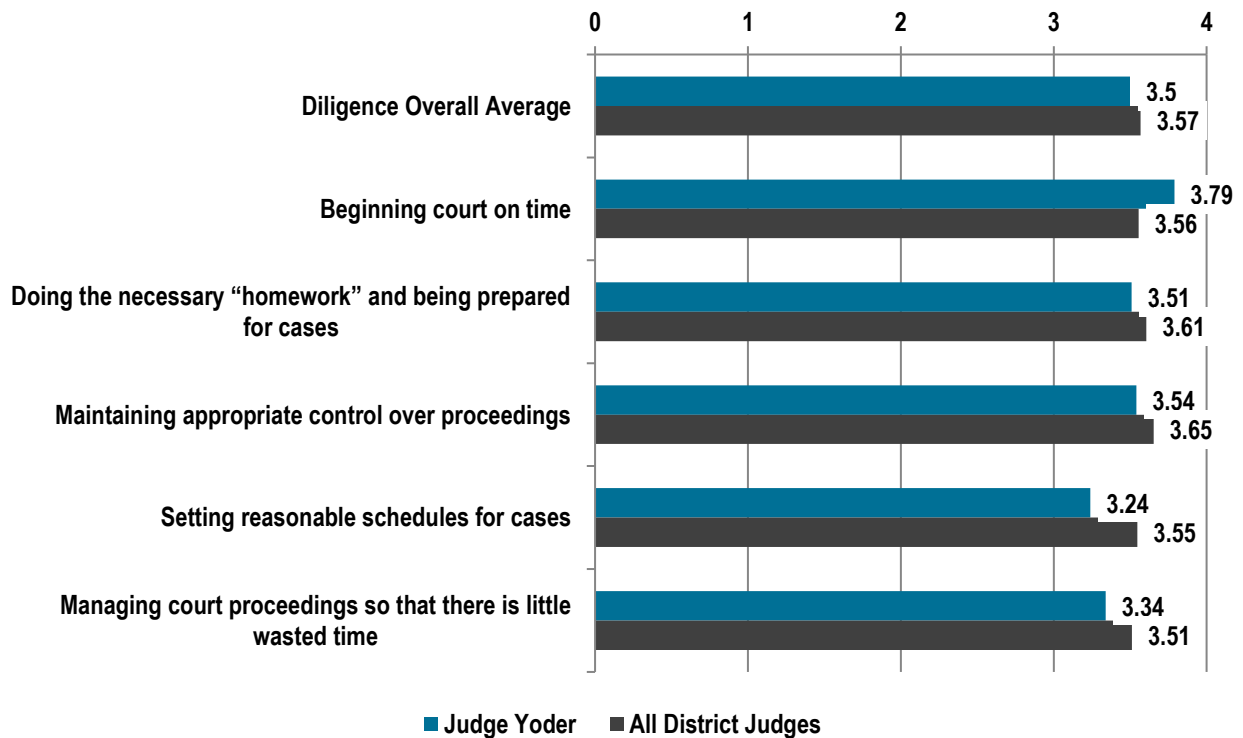 0 1 2 3 4
Diligence Overall Average
3.5
3.57
Beginning court on time
3.79
3.56
Doing the necessary “homework” and being prepared
for cases
3.51
3.61
Maintaining appropriate control over proceedings
3.54
3.65
Setting reasonable schedules for cases
3.24
3.55
Managing court proceedings so that there is little
wasted time
3.34
3.51
Judge Yoder All District Judges